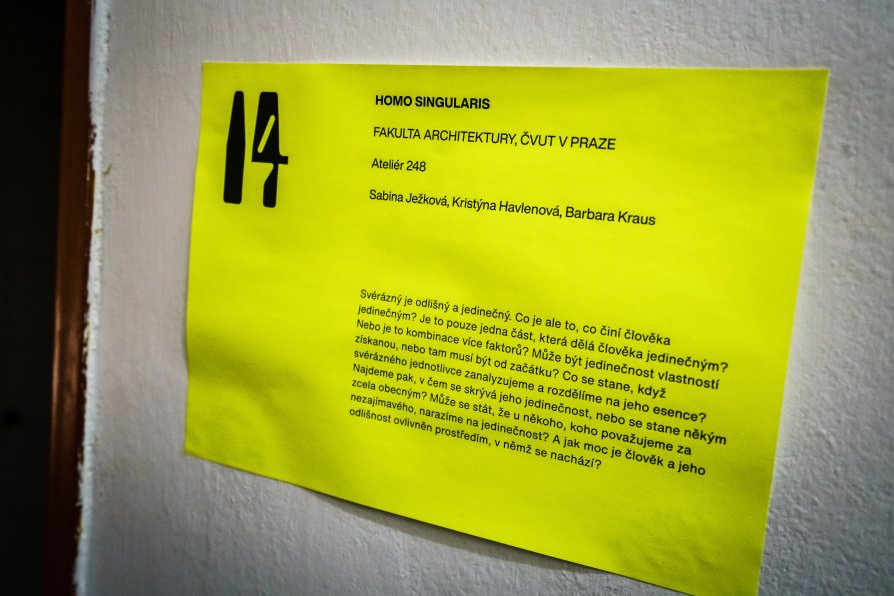 14
HOMO SINGULARIS
FAKULTA ARCHITEKTURY, ČVUT V PRAZE
Ateliér 248
Sabina Ježková, Kristýna Havlenová, Barbara Kraus
Svérázný je odlišný a jedinečný. Co je ale to, co činí člověka
jedinečným? Je to pouze jedna část, která dělá člověka jedinečným?
Nebo je to kombinace více faktorů? Může být jedinečnost vlastností
získanou, nebo tam musí být od začátku? Co se stane, když
svérázného jednotlivce zanalyzujeme a rozdělíme na jeho esence?
Najdeme pak, v čem se skrývá jeho jedinečnost, nebo se stane někým
zcela obecným? Může se stát, že u někoho, koho považujeme za
nezajímavého, narazíme na jedinečnost? A jak moc je člověk a jeho
odlišnost ovlivněn prostředím, v němž se nachází?